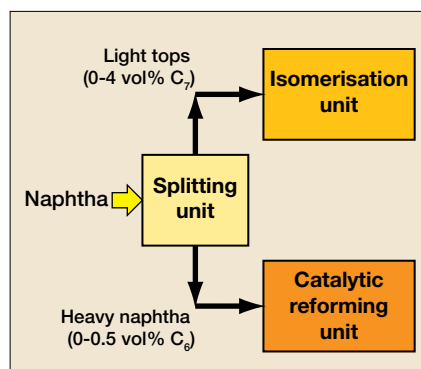 Light tops
(0-4 vol% C₇)
Isomerisation
unit
Naphtha
Splitting
unit
Heavy naphtha
(0-0.5 vol% C₆)
Catalytic
reforming
unit